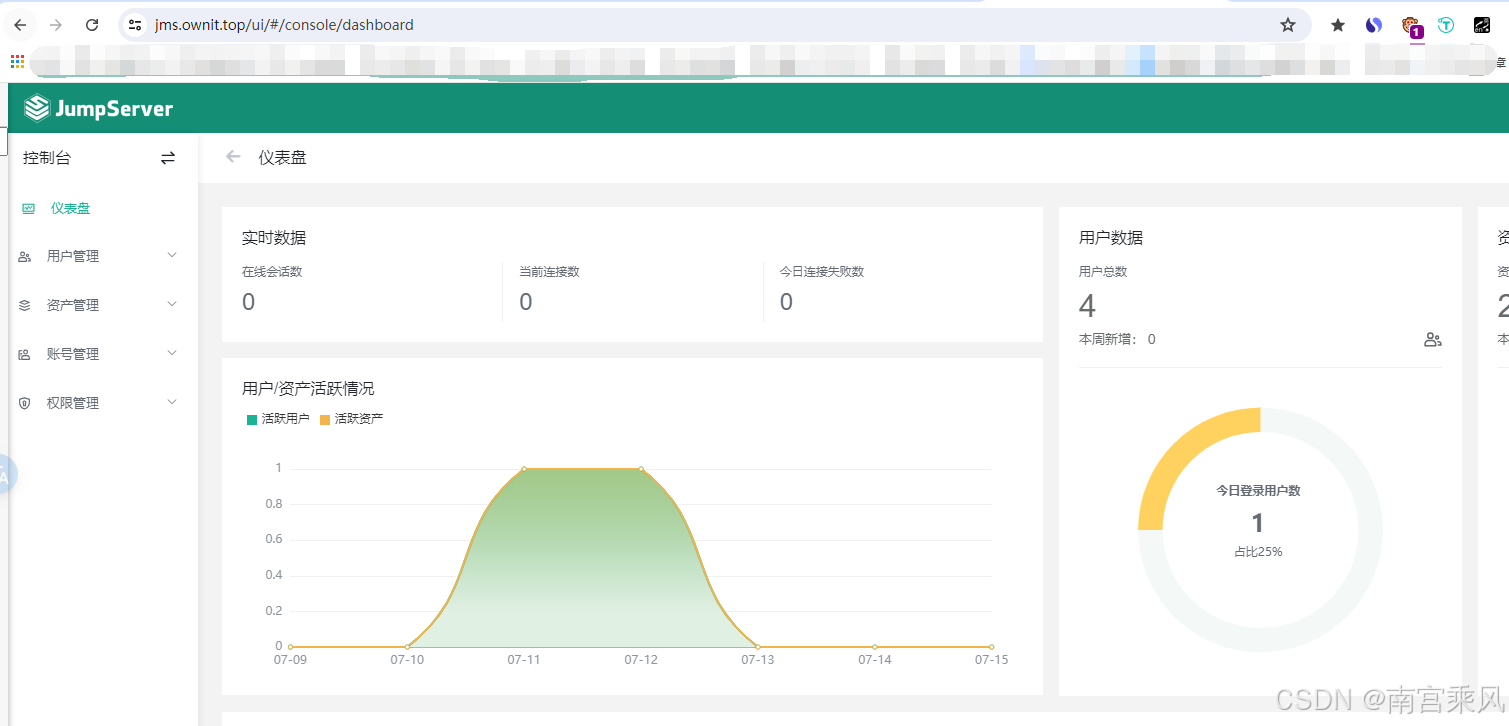 jms.ownit.top/ui/#/console/dashboard
1
章
JumpServer
控制台
仪表盘
仪表盘
用户管理
资产管理
账号管理
权限管理
实时数据
在线会话数
当前连接数
今日连接失败数
0
0
0
用户/资产活跃情况
活跃用户
活跃资产
1
0.8
0.6
0.4
0.2
0
07-09
07-10
07-11
07-12
07-13
07-14
07-15
用户数据
用户总数
4
本周新增: 0
今日登录用户数
1
占比25%
资
资
2
本
CSDN @南宫乘风